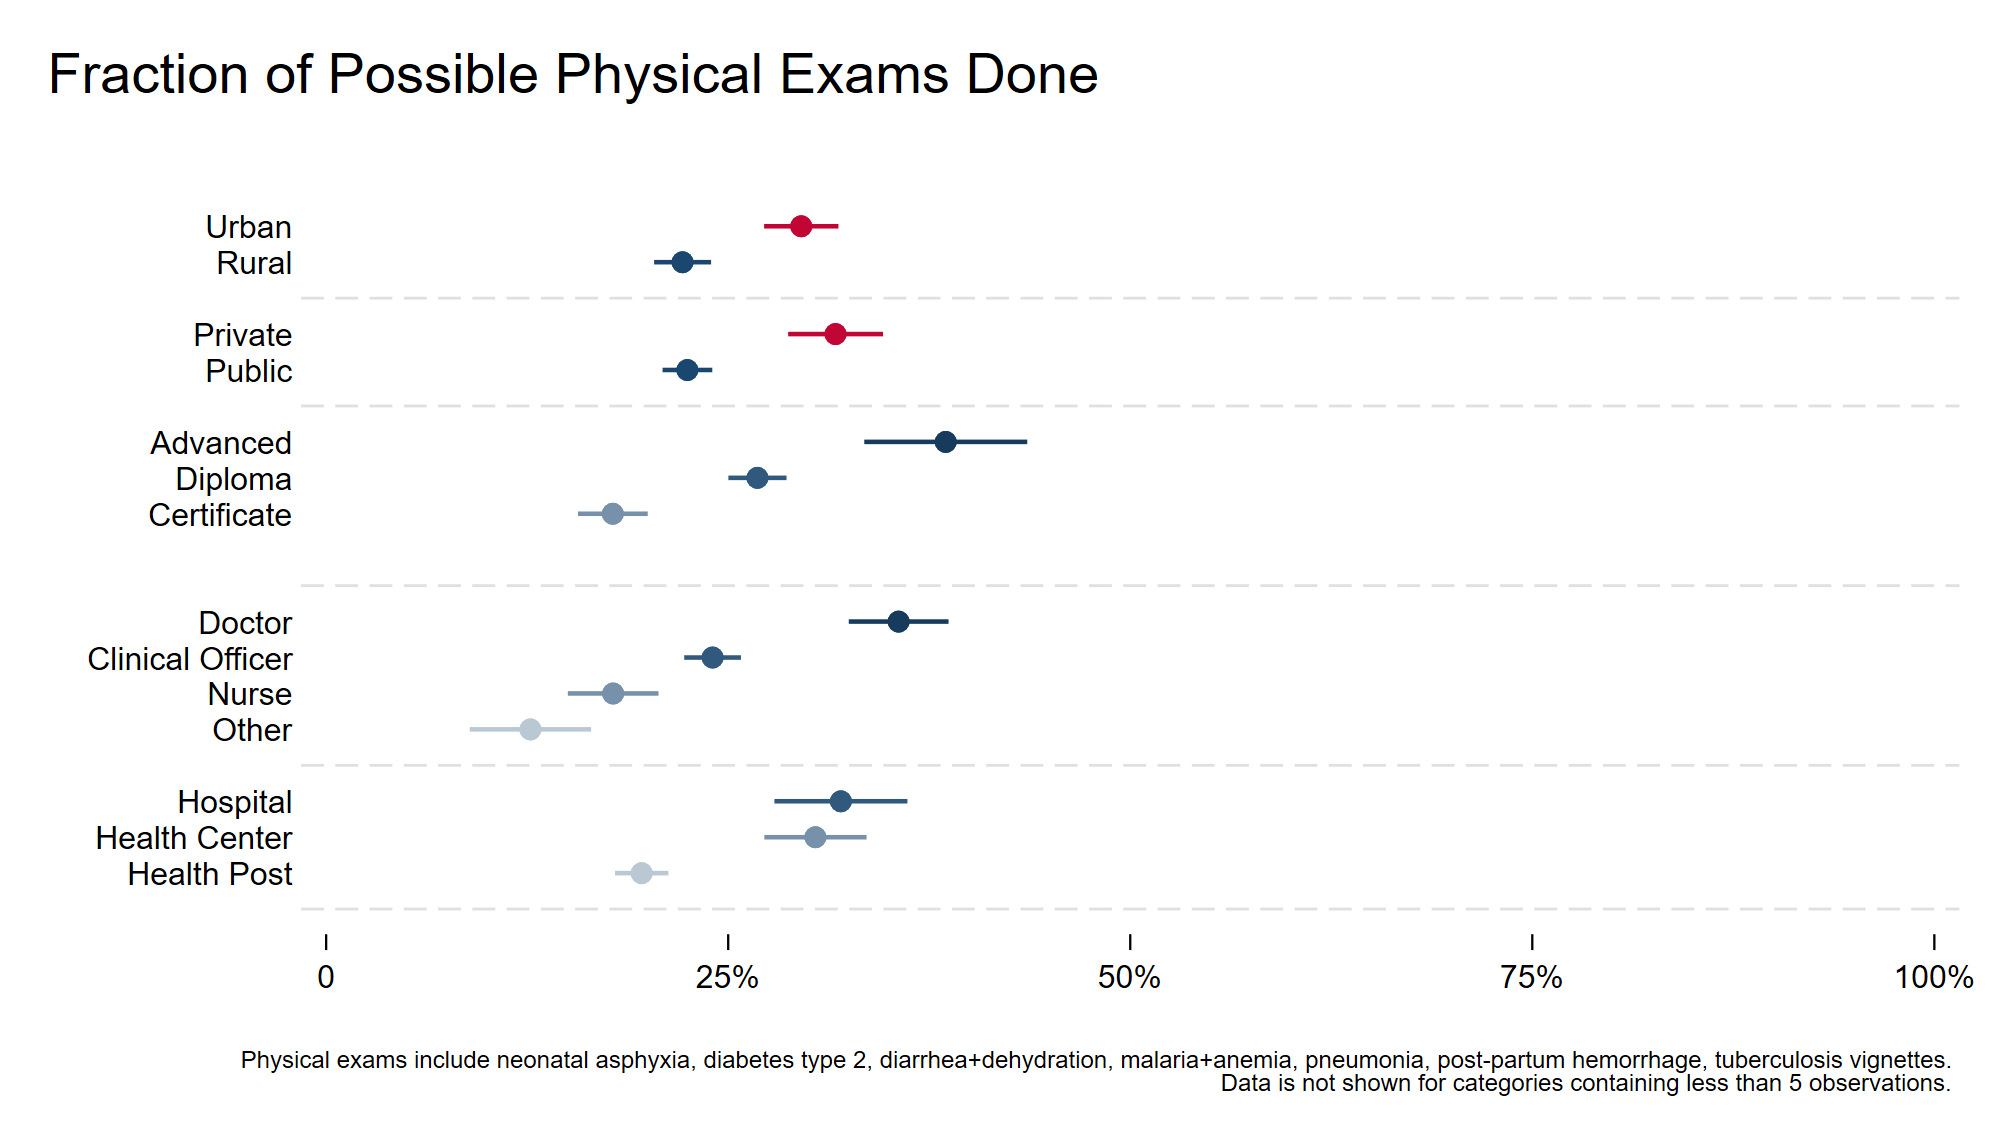 Fraction of Possible Physical Exams Done
Urban
Rural
Private
Public
Advanced
Diploma
Certificate
Doctor
Clinical Officer
Nurse
Other
Hospital
Health Center
Health Post
0 25% 50% 75% 100%
Physical exams include neonatal asphyxia, diabetes type 2, diarrhea+dehydration, malaria+anemia, pneumonia, post-partum hemorrhage, tuberculosis vignettes.
Data is not shown for categories containing less than 5 observations.